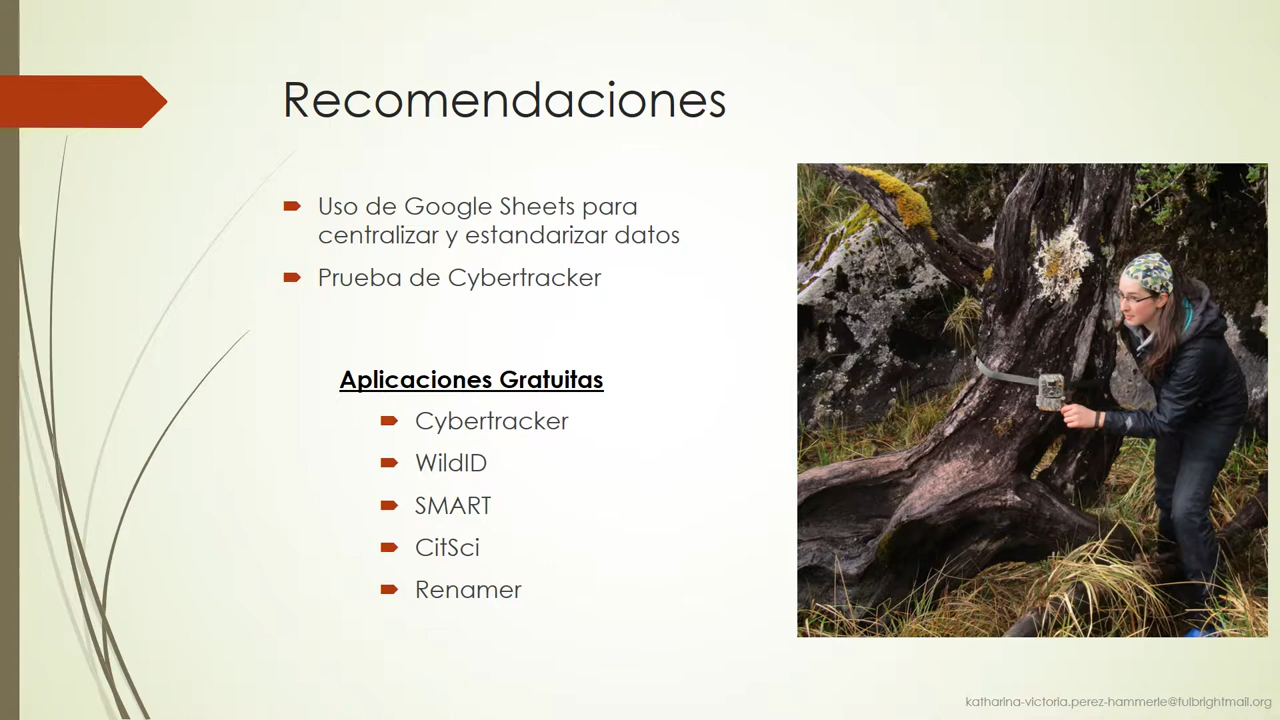 Recomendaciones
Uso de Google Sheets para
centralizar y estandarizar datos
Prueba de Cybertracker
Aplicaciones Gratuitas
Cybertracker
WildID
SMART
CitSci
Renamer
katharina-victoria.perez-hammerle@fulbrightmail.org